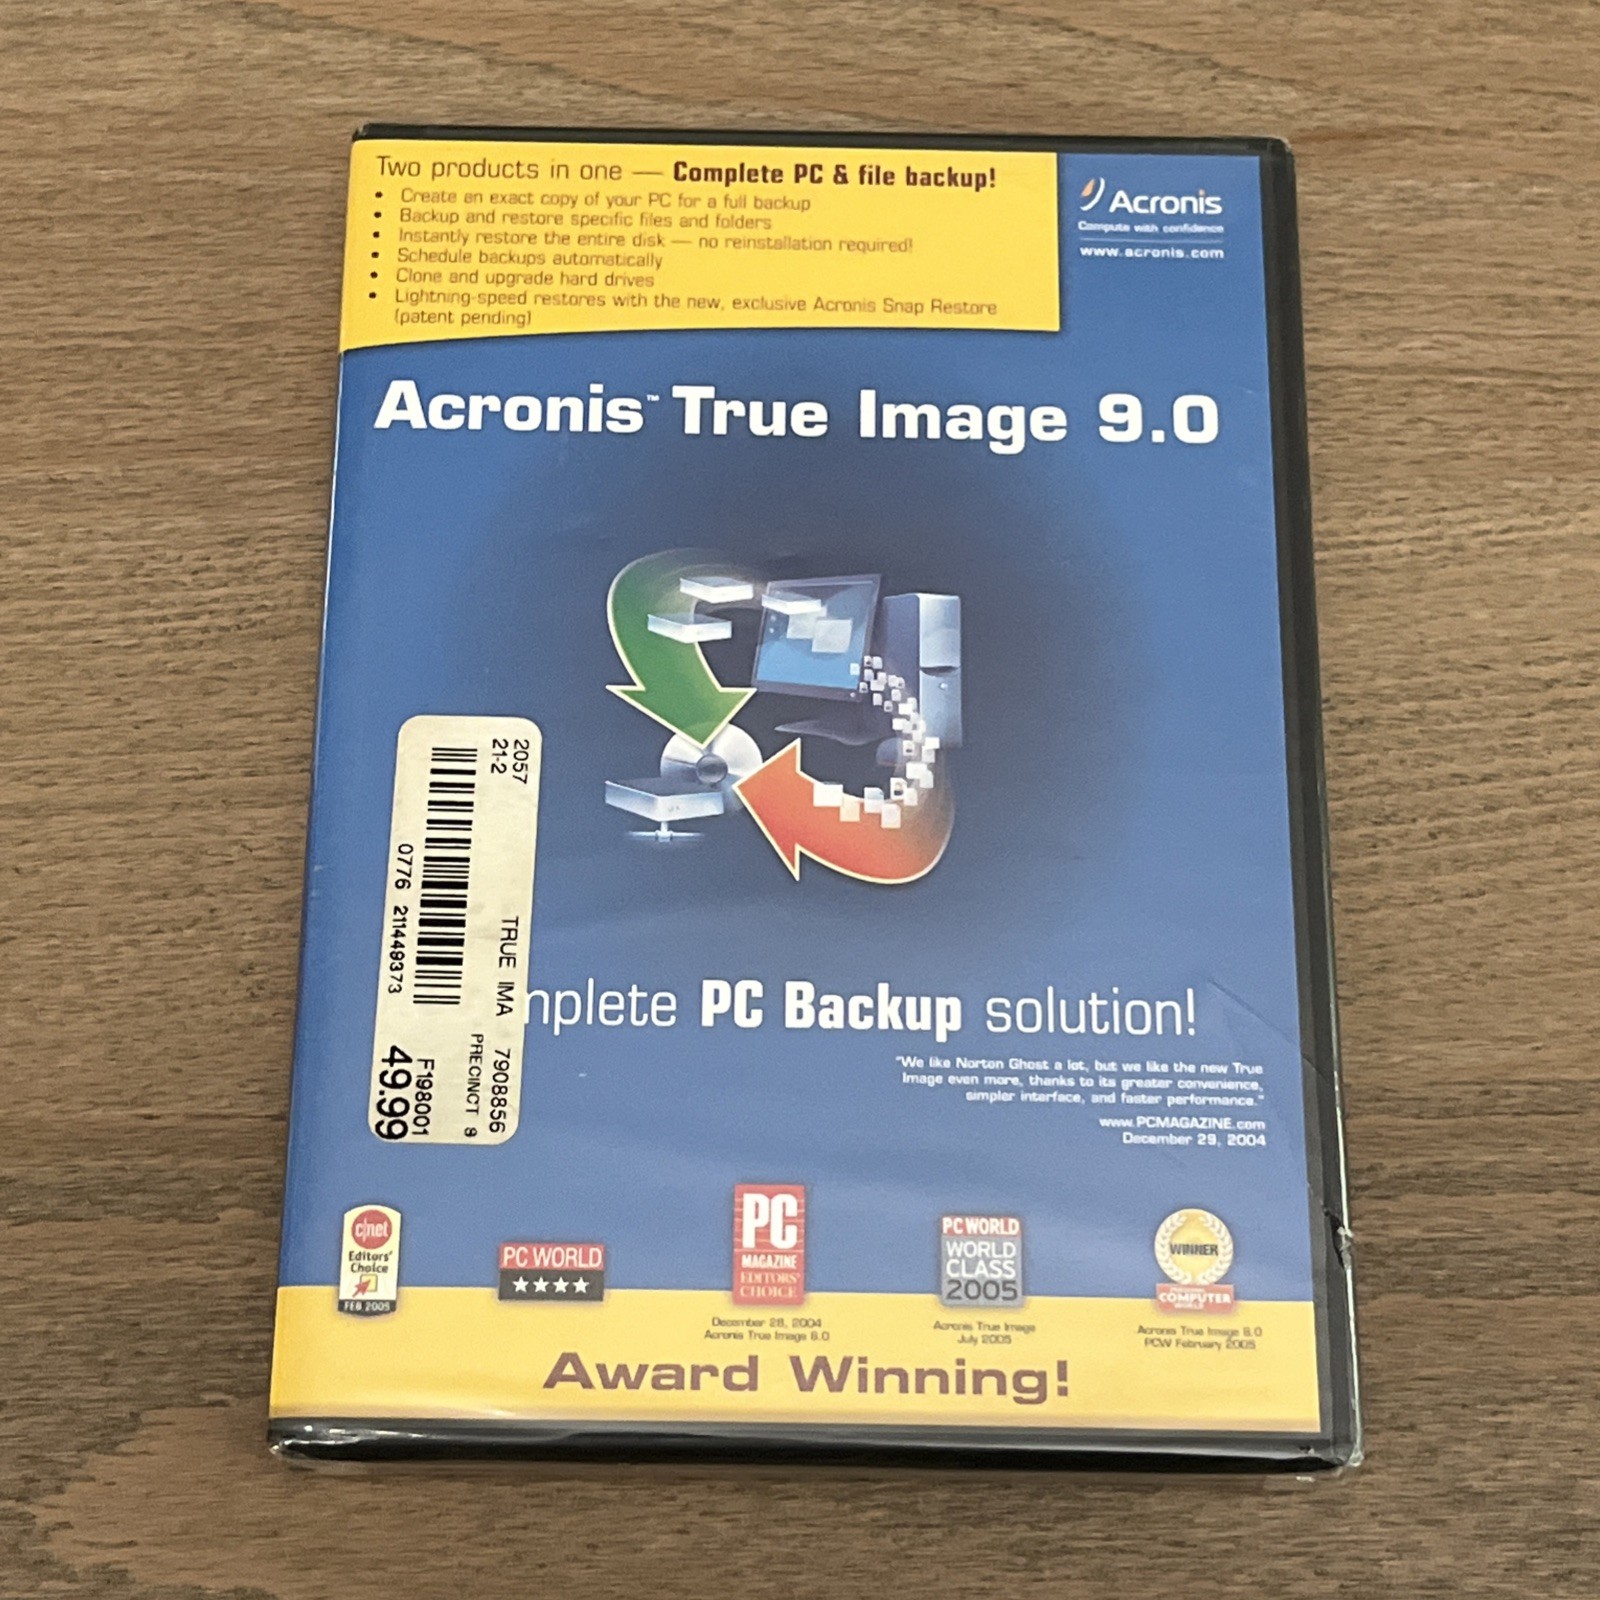 Two products in one — Complete PC & file backup!
• Create an exact copy of your PC for a full backup
• Backup and restore specific files and folders
• Instantly restore the entire disk — no reinstallation required!
• Schedule backups automatically
• Clone and upgrade hard drives
• Lightning-speed restores with the new, exclusive Acronis Snap Restore
(patent pending)
Acronis
Compute with confidence
www.acronis.com
Acronis™ True Image 9.0
2057
21-2
TRUE IMA 7908856
PRECINCT 8
0776 211449373
F198001
49.99
mplete PC Backup solution!
"We like Norton Ghost a lot, but we like the new True
Image even more, thanks to its greater convenience,
simpler interface, and faster performance."
www.PCMAGAZINE.com
December 29, 2004
c|net
Editors'
Choice
FEB 2005
PC WORLD
★★★★
PC
MAGAZINE
EDITORS'
CHOICE
December 28, 2004
Acronis True Image 8.0
PC WORLD
WORLD
CLASS
2005
Acronis True Image
July 2005
WINNER
COMPUTER
WORLD
Acronis True Image 8.0
PCW February 2005
Award Winning!